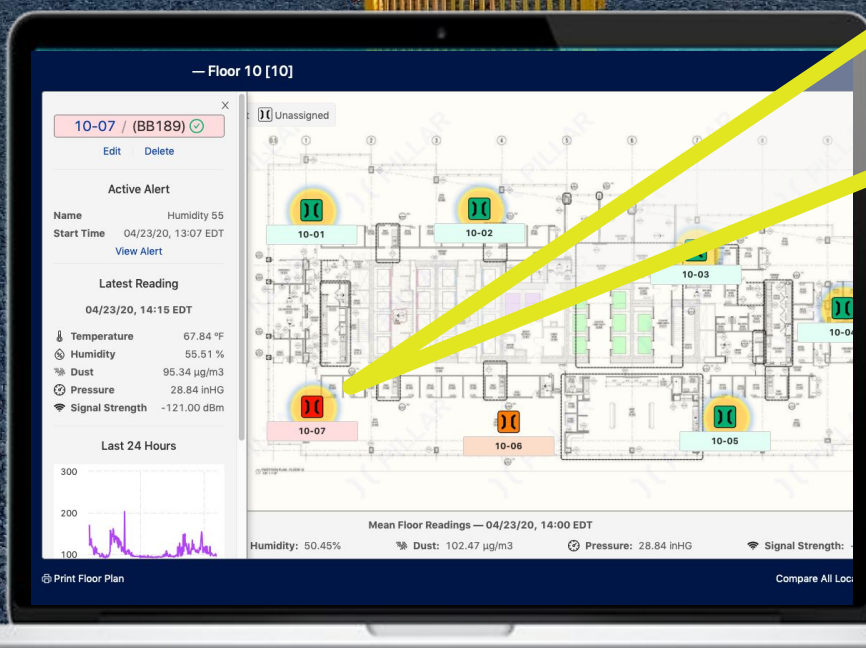 — Floor 10 [10]
X
10-07 / (BB189)
Edit Delete
Active Alert
Name Humidity 55
Start Time 04/23/20, 13:07 EDT
View Alert
Latest Reading
04/23/20, 14:15 EDT
Temperature 67.84 °F
Humidity 55.51 %
Dust 95.34 µg/m3
Pressure 28.84 inHG
Signal Strength -121.00 dBm
Last 24 Hours
300
200
100
Unassigned
10-01
10-02
10-03
10-04
10-07
10-06
10-05
PILLAR
Mean Floor Readings — 04/23/20, 14:00 EDT
Humidity: 50.45% Dust: 102.47 µg/m3 Pressure: 28.84 inHG Signal Strength: -
Print Floor Plan
Compare All Loca